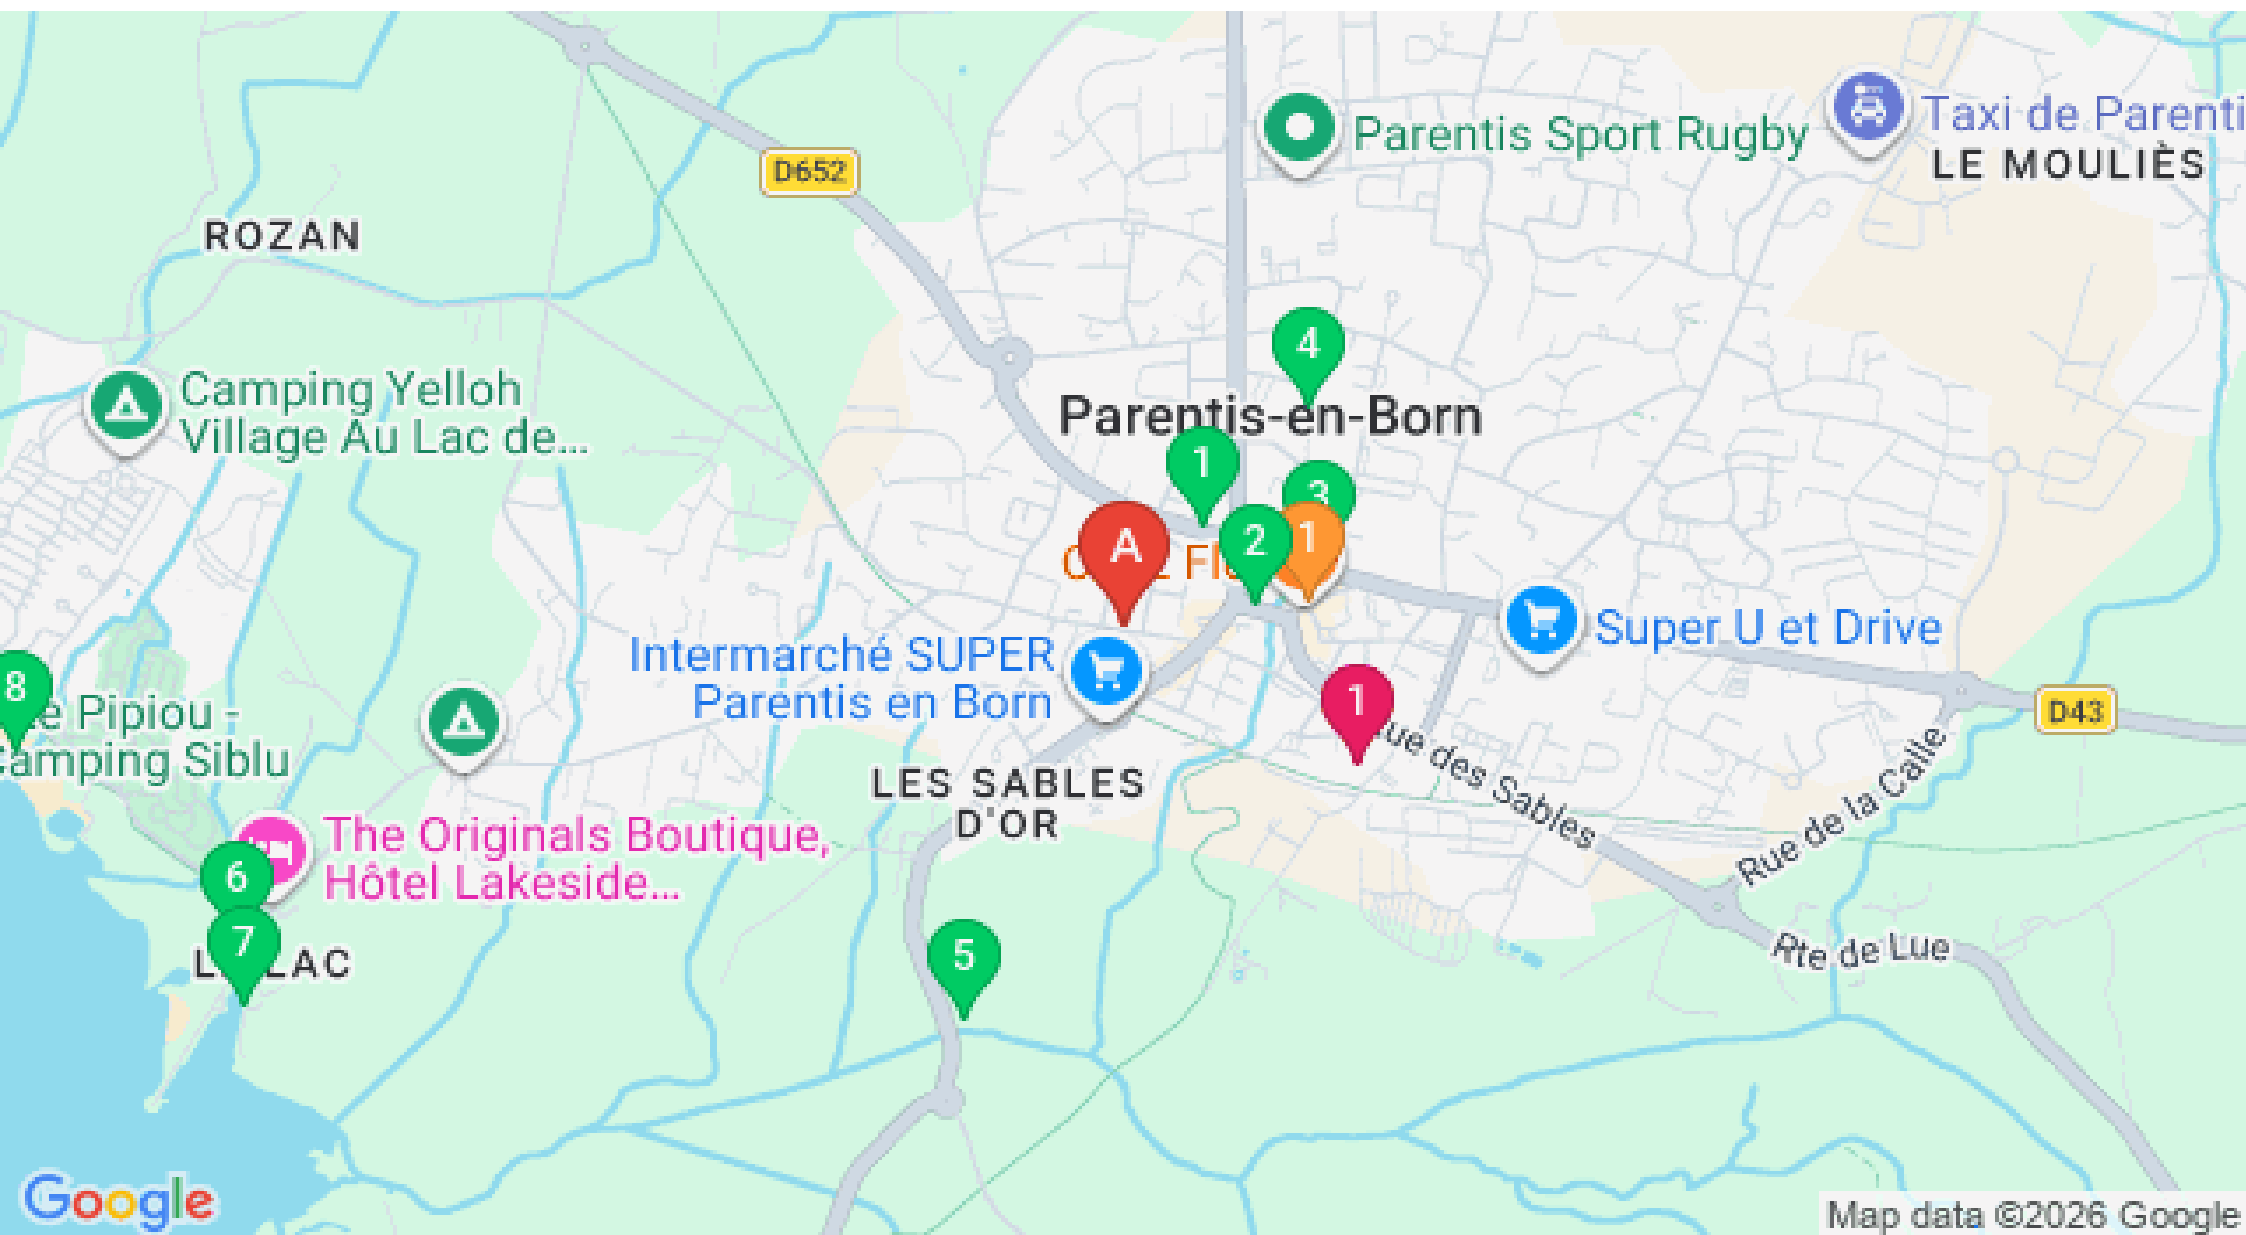 Parentis Sport Rugby
Taxi de Parenti
LE MOULIÈS
D652
ROZAN
4
Camping Yelloh
Village Au Lac de...
Parentis-en-Born
1
3
A
2
1
Super U et Drive
Intermarché SUPER
Parentis en Born
8
Pipiou -
Camping Siblu
1
D43
Rue des Sables
Rue de la Calle
LES SABLES
D'OR
The Originals Boutique,
Hôtel Lakeside...
6
7
LAC
5
Rte de Lue
Google
Map data ©2026 Google